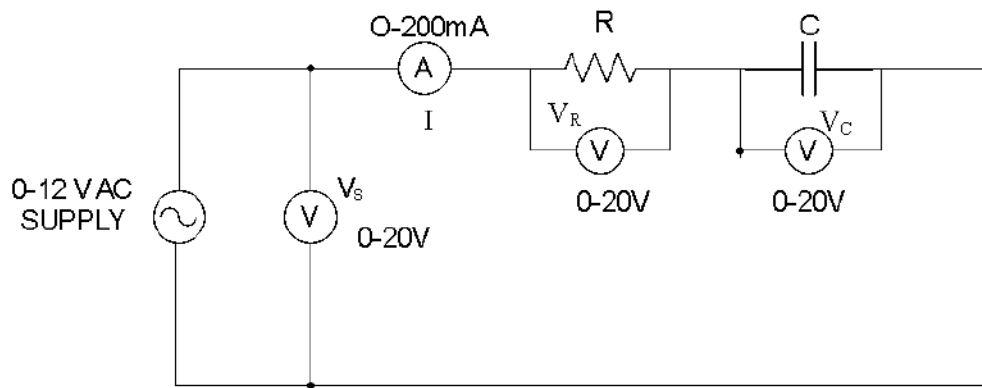 O-200mA
R
C
A
I
V_R
V
0-20V
V_C
V
0-20V
0-12 VAC
SUPPLY
V_S
V
0-20V